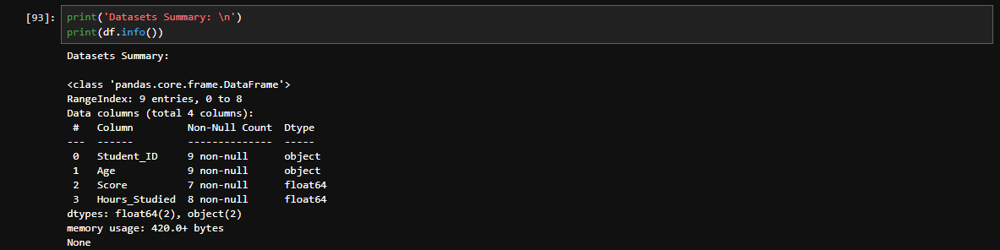 [93]: print('Datasets Summary: \n')
print(df.info())
Datasets Summary:
<class 'pandas.core.frame.DataFrame'>
RangeIndex: 9 entries, 0 to 8
Data columns (total 4 columns):
 #   Column         Non-Null Count  Dtype
---  ------         --------------  -----
 0   Student_ID     9 non-null      object
 1   Age            9 non-null      object
 2   Score          7 non-null      float64
 3   Hours_Studied  8 non-null      float64
dtypes: float64(2), object(2)
memory usage: 420.0+ bytes
None